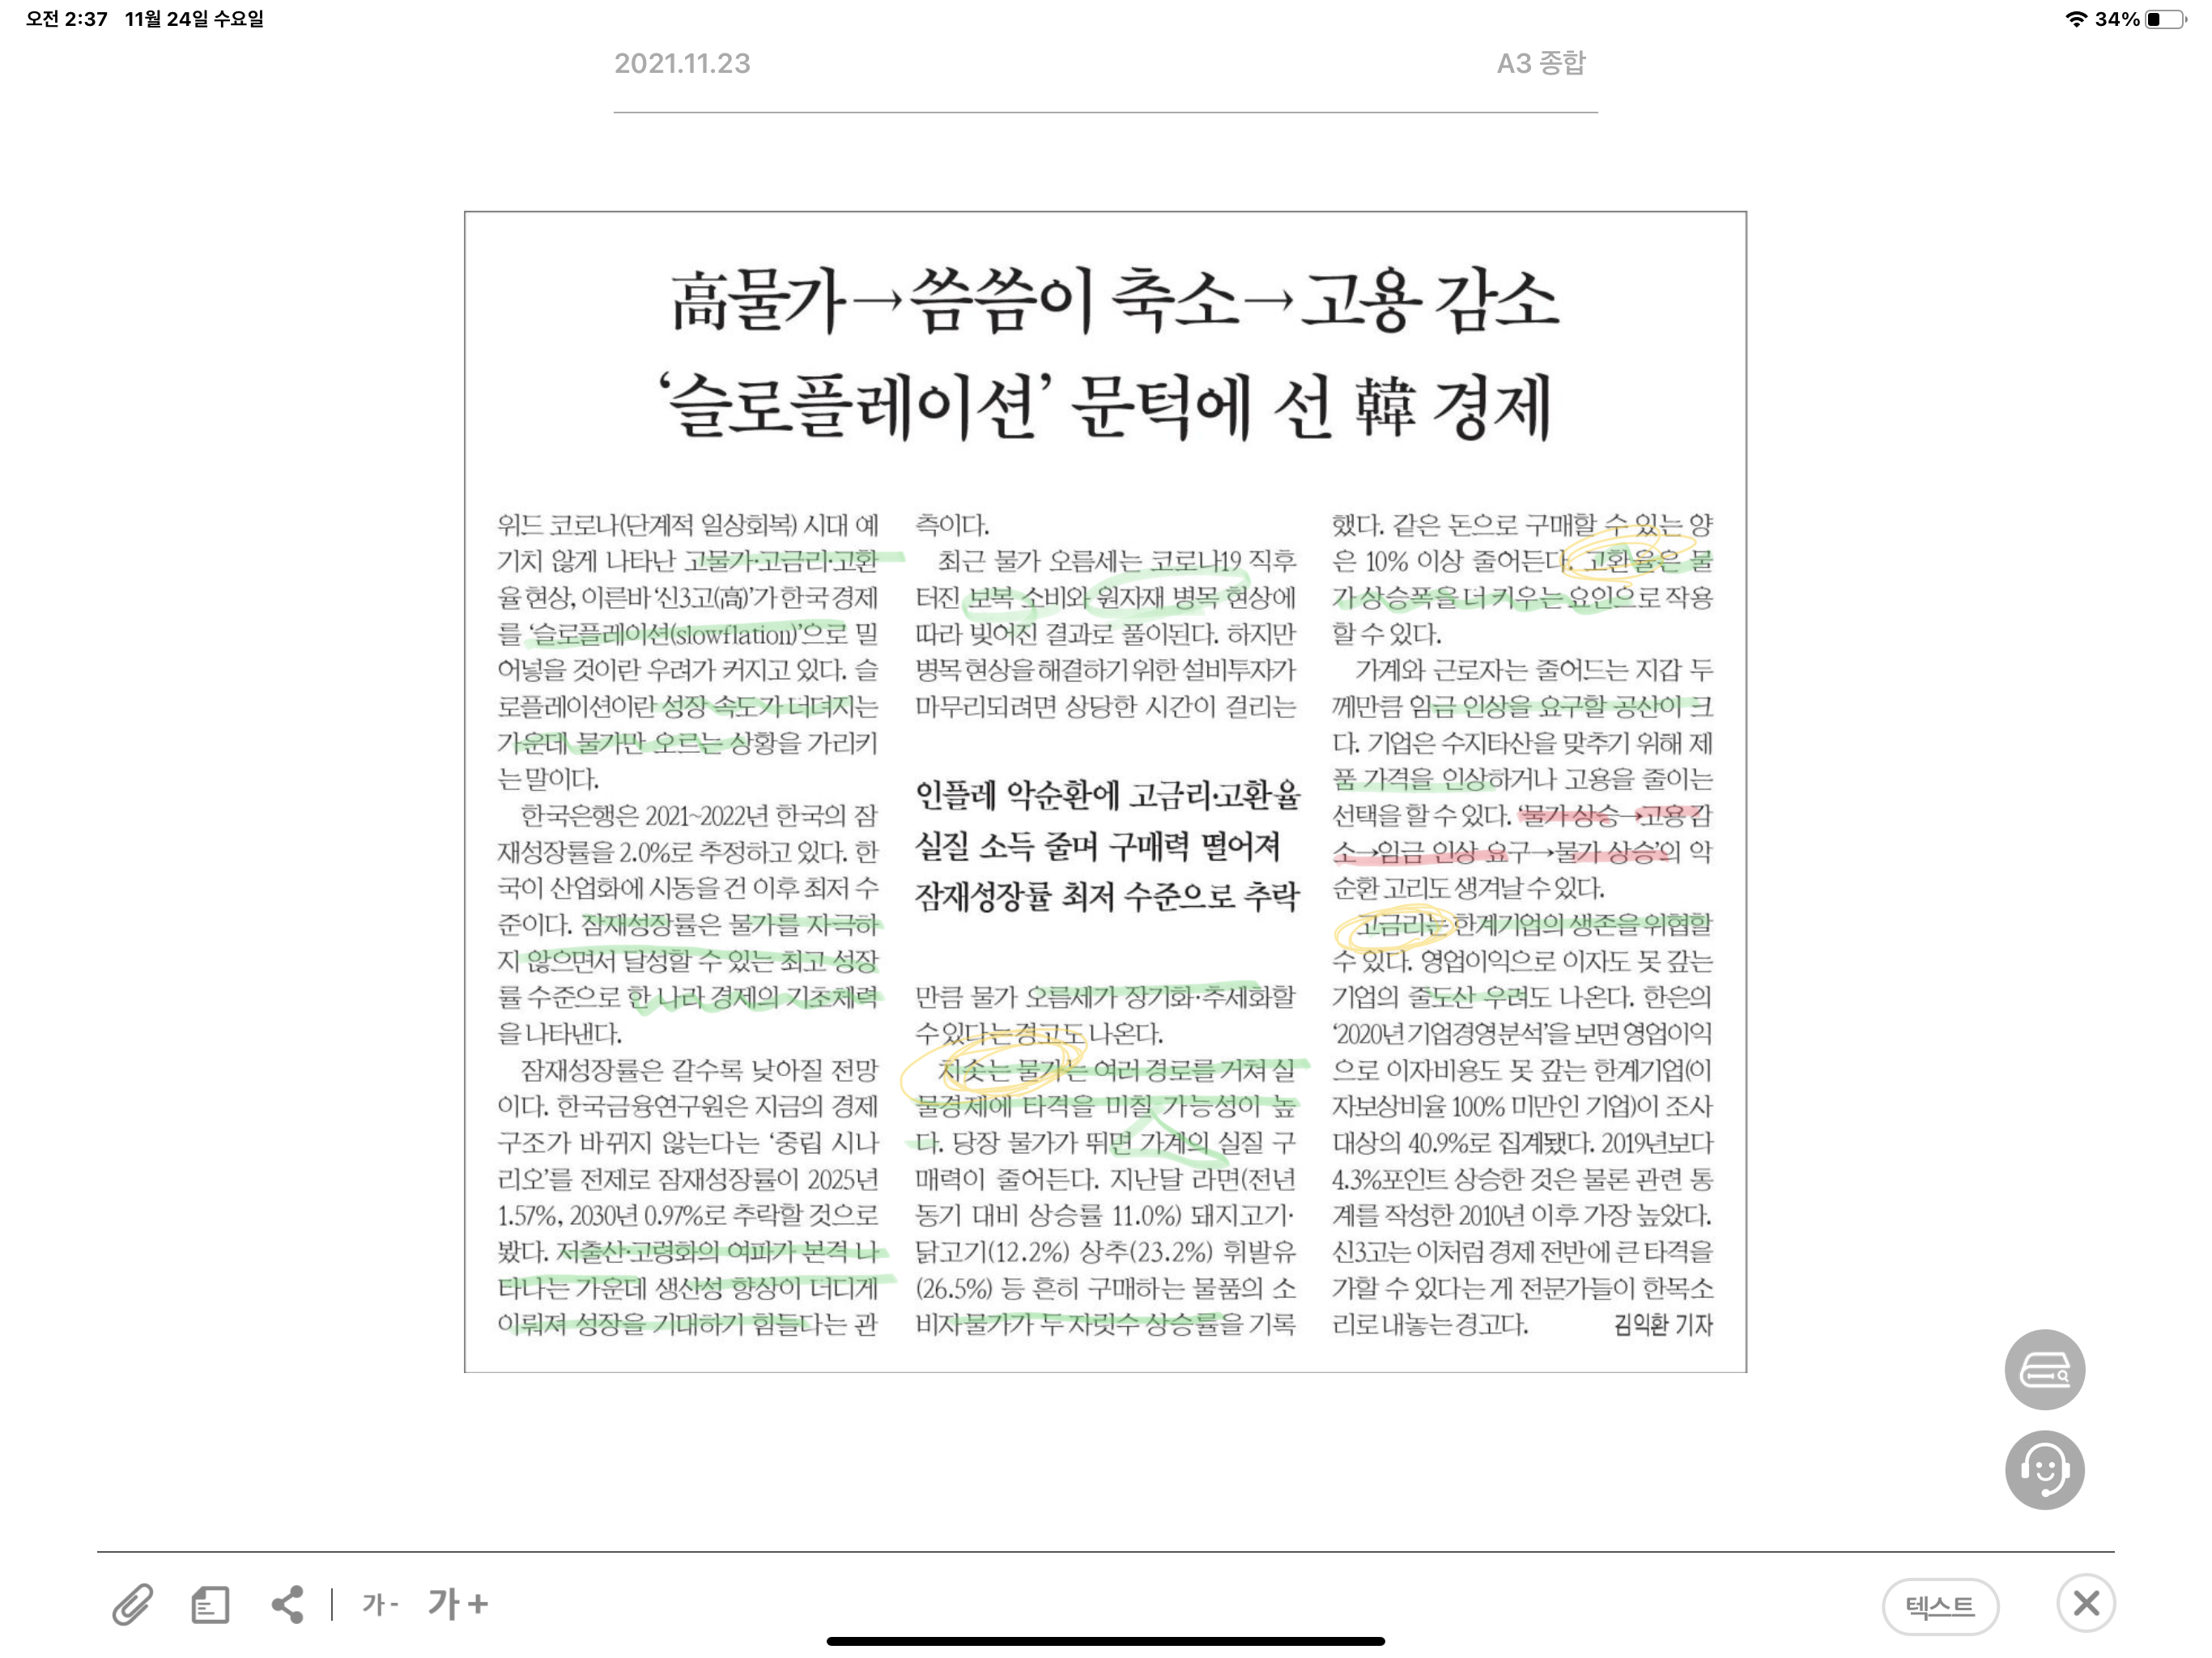 오전 2:37 11월 24일 수요일
34%
2021.11.23
A3 종합
高물가→씀씀이 축소→고용 감소
‘슬로플레이션’ 문턱에 선 韓 경제
위드 코로나(단계적 일상회복) 시대 예
기치 않게 나타난 고물가·고금리·고환
율 현상, 이른바 ‘신3고(高)’가 한국 경제
를 ‘슬로플레이션(slowflation)’으로 밀
어넣을 것이란 우려가 커지고 있다. 슬
로플레이션이란 성장 속도가 더뎌지는
가운데 물가만 오르는 상황을 가리키
는 말이다.
한국은행은 2021~2022년 한국의 잠
재성장률을 2.0%로 추정하고 있다. 한
국이 산업화에 시동을 건 이후 최저 수
준이다. 잠재성장률은 물가를 자극하
지 않으면서 달성할 수 있는 최고 성장
률 수준으로 한 나라 경제의 기초체력
을 나타낸다.
잠재성장률은 갈수록 낮아질 전망
이다. 한국금융연구원은 지금의 경제
구조가 바뀌지 않는다는 ‘중립 시나
리오’를 전제로 잠재성장률이 2025년
1.57%, 2030년 0.97%로 추락할 것으로
봤다. 저출산·고령화의 여파가 본격 나
타나는 가운데 생산성 향상이 더디게
이뤄져 성장을 기대하기 힘들다는 관
측이다.
최근 물가 오름세는 코로나19 직후
터진 보복 소비와 원자재 병목 현상에
따라 빚어진 결과로 풀이된다. 하지만
병목 현상을 해결하기 위한 설비투자가
마무리되려면 상당한 시간이 걸리는
인플레 악순환에 고금리·고환율
실질 소득 줄며 구매력 떨어져
잠재성장률 최저 수준으로 추락
만큼 물가 오름세가 장기화·추세화할
수 있다는 경고도 나온다.
치솟는 물가는 여러 경로를 거쳐 실
물경제에 타격을 미칠 가능성이 높
다. 당장 물가가 뛰면 가계의 실질 구
매력이 줄어든다. 지난달 라면(전년
동기 대비 상승률 11.0%) 돼지고기·
닭고기(12.2%) 상추(23.2%) 휘발유
(26.5%) 등 흔히 구매하는 물품의 소
비자물가가 두 자릿수 상승률을 기록
했다. 같은 돈으로 구매할 수 있는 양
은 10% 이상 줄어든다. 고환율은 물
가 상승폭을 더 키우는 요인으로 작용
할 수 있다.
가계와 근로자는 줄어드는 지갑 두
께만큼 임금 인상을 요구할 공산이 크
다. 기업은 수지타산을 맞추기 위해 제
품 가격을 인상하거나 고용을 줄이는
선택을 할 수 있다. ‘물가 상승→고용 감
소→임금 인상 요구→물가 상승’의 악
순환 고리도 생겨날 수 있다.
고금리는 한계기업의 생존을 위협할
수 있다. 영업이익으로 이자도 못 갚는
기업의 줄도산 우려도 나온다. 한은의
‘2020년 기업경영분석’을 보면 영업이익
으로 이자비용도 못 갚는 한계기업(이
자보상비율 100% 미만인 기업)이 조사
대상의 40.9%로 집계됐다. 2019년보다
4.3%포인트 상승한 것은 물론 관련 통
계를 작성한 2010년 이후 가장 높았다.
신3고는 이처럼 경제 전반에 큰 타격을
가할 수 있다는 게 전문가들이 한목소
리로 내놓는 경고다. 김익환 기자
가- 가+
텍스트